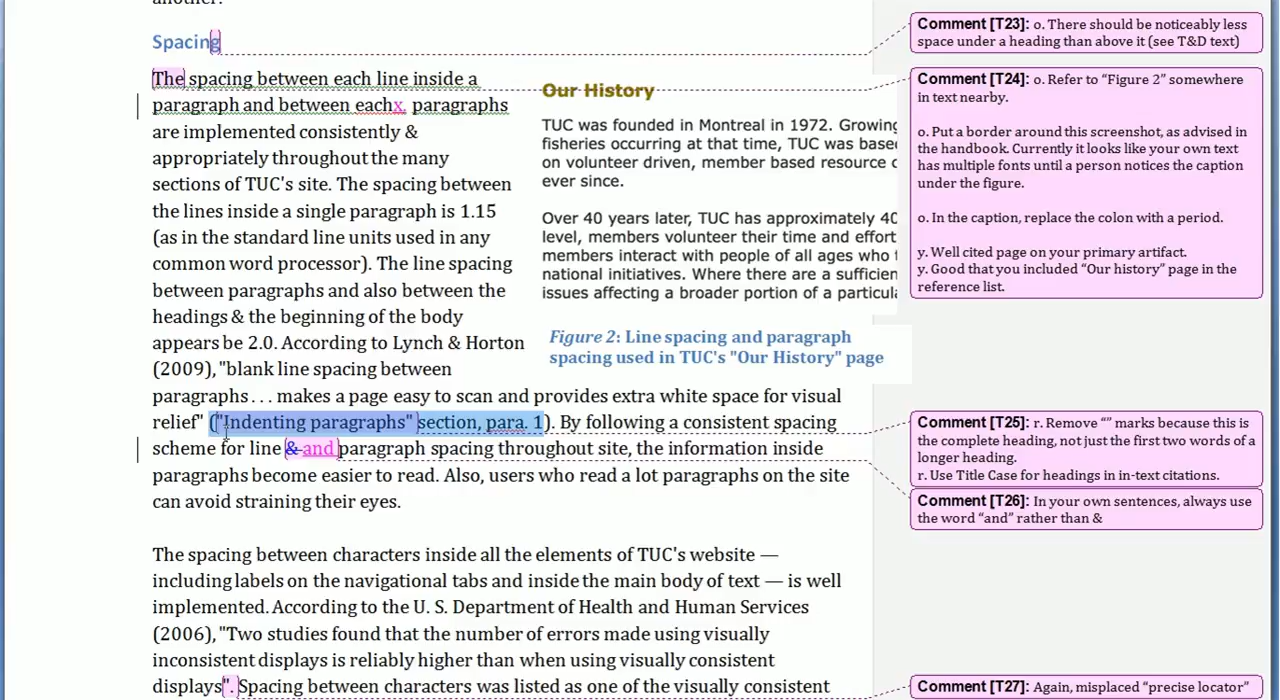 another.
Spacing
The spacing between each line inside a
paragraph and between eachx. paragraphs
are implemented consistently &
appropriately throughout the many
sections of TUC's site. The spacing between
the lines inside a single paragraph is 1.15
(as in the standard line units used in any
common word processor). The line spacing
between paragraphs and also between the
headings & the beginning of the body
appears be 2.0. According to Lynch & Horton
(2009), "blank line spacing between
paragraphs . . . makes a page easy to scan and provides extra white space for visual
relief" ("Indenting paragraphs" section, para. 1). By following a consistent spacing
scheme for line & and paragraph spacing throughout site, the information inside
paragraphs become easier to read. Also, users who read a lot paragraphs on the site
can avoid straining their eyes.
The spacing between characters inside all the elements of TUC's website —
including labels on the navigational tabs and inside the main body of text — is well
implemented. According to the U. S. Department of Health and Human Services
(2006), "Two studies found that the number of errors made using visually
inconsistent displays is reliably higher than when using visually consistent
displays". Spacing between characters was listed as one of the visually consistent
Our History
TUC was founded in Montreal in 1972. Growing
fisheries occurring at that time, TUC was base
on volunteer driven, member based resource c
ever since.
Over 40 years later, TUC has approximately 40
level, members volunteer their time and effort
members interact with people of all ages who
national initiatives. Where there are a sufficien
issues affecting a broader portion of a particula
Figure 2: Line spacing and paragraph
spacing used in TUC's "Our History" page
Comment [T23]: o. There should be noticeably less
space under a heading than above it (see T&D text)
Comment [T24]: o. Refer to “Figure 2” somewhere
in text nearby.
o. Put a border around this screenshot, as advised in
the handbook. Currently it looks like your own text
has multiple fonts until a person notices the caption
under the figure.
o. In the caption, replace the colon with a period.
y. Well cited page on your primary artifact.
y. Good that you included “Our history” page in the
reference list.
Comment [T25]: r. Remove “” marks because this is
the complete heading, not just the first two words of a
longer heading.
r. Use Title Case for headings in in-text citations.
Comment [T26]: In your own sentences, always use
the word “and” rather than &
Comment [T27]: Again, misplaced “precise locator”